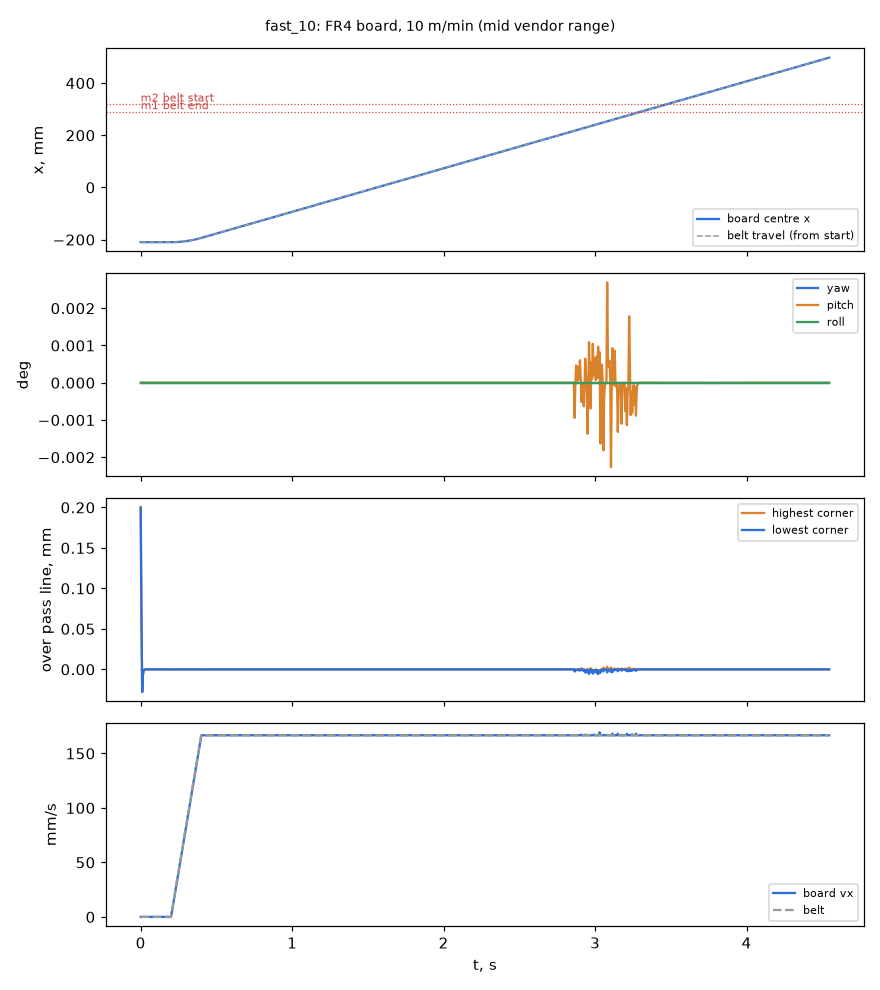 fast_10: FR4 board, 10 m/min (mid vendor range)
x, mm
400
200
0
−200
m2 belt start
m1 belt end
board centre x
belt travel (from start)
deg
0.002
0.001
0.000
−0.001
−0.002
yaw
pitch
roll
over pass line, mm
0.20
0.15
0.10
0.05
0.00
highest corner
lowest corner
mm/s
150
100
50
0
board vx
belt
0
1
2
3
4
t, s